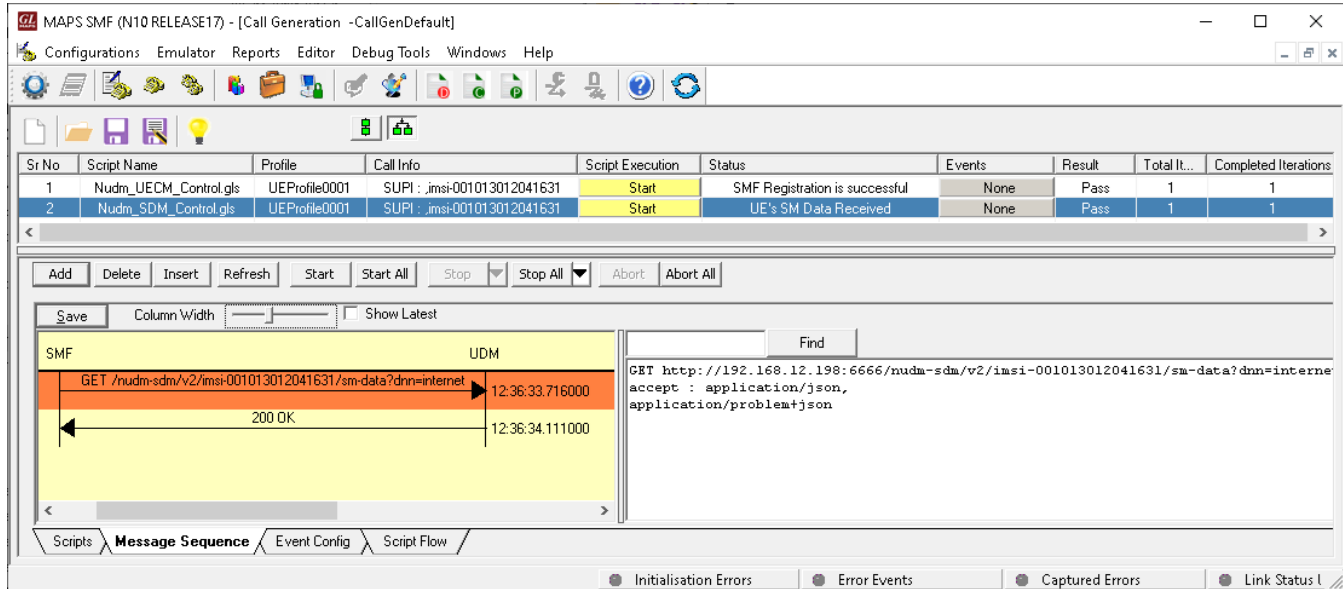 GL MAPS
MAPS SMF (N10 RELEASE17) - [Call Generation -CallGenDefault]
Configurations Emulator Reports Editor Debug Tools Windows Help
D C P
Sr No Script Name Profile Call Info Script Execution Status Events Result Total It... Completed Iterations
1 Nudm_UECM_Control.gls UEProfile0001 SUPI : ,imsi-001013012041631 Start SMF Registration is successful None Pass 1 1
2 Nudm_SDM_Control.gls UEProfile0001 SUPI : ,imsi-001013012041631 Start UE's SM Data Received None Pass 1 1
Add Delete Insert Refresh Start Start All Stop Stop All Abort Abort All
Save Column Width Show Latest
Find
SMF UDM
GET /nudm-sdm/v2/imsi-001013012041631/sm-data?dnn=internet
12:36:33.716000
200 OK
12:36:34.111000
GET http://192.168.12.198:6666/nudm-sdm/v2/imsi-001013012041631/sm-data?dnn=interne
accept : application/json,
application/problem+json
Scripts Message Sequence Event Config Script Flow
Initialisation Errors Error Events Captured Errors Link Status